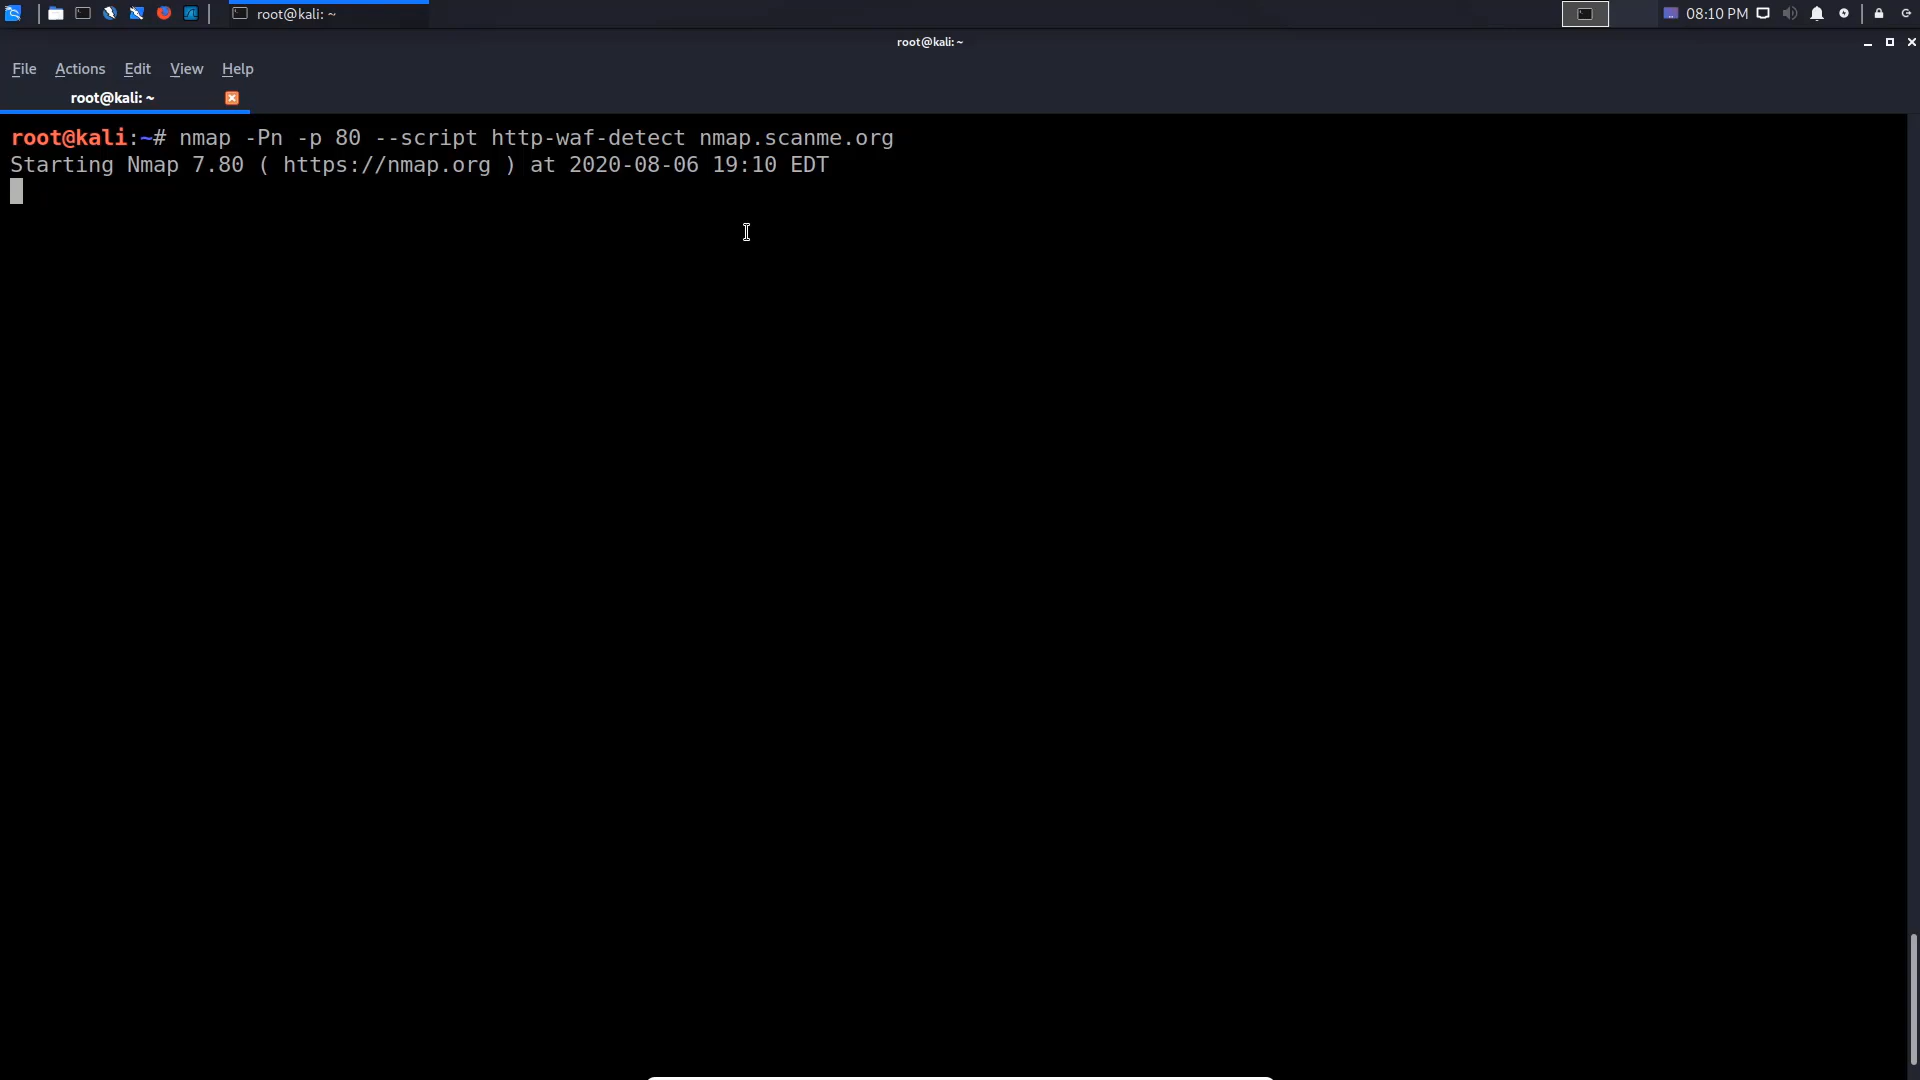 root@kali: ~
08:10 PM
root@kali: ~
File Actions Edit View Help
root@kali: ~
root@kali:~# nmap -Pn -p 80 --script http-waf-detect nmap.scanme.org
Starting Nmap 7.80 ( https://nmap.org ) at 2020-08-06 19:10 EDT